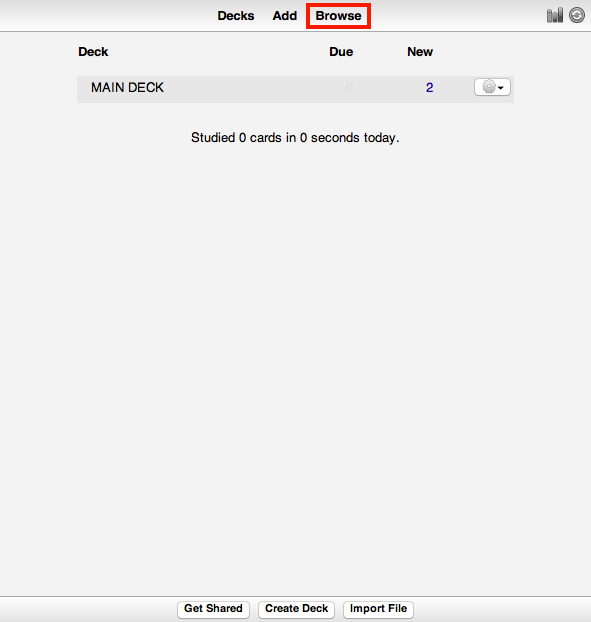 Decks Add Browse
Deck Due New
MAIN DECK 0 2
Studied 0 cards in 0 seconds today.
Get Shared Create Deck Import File